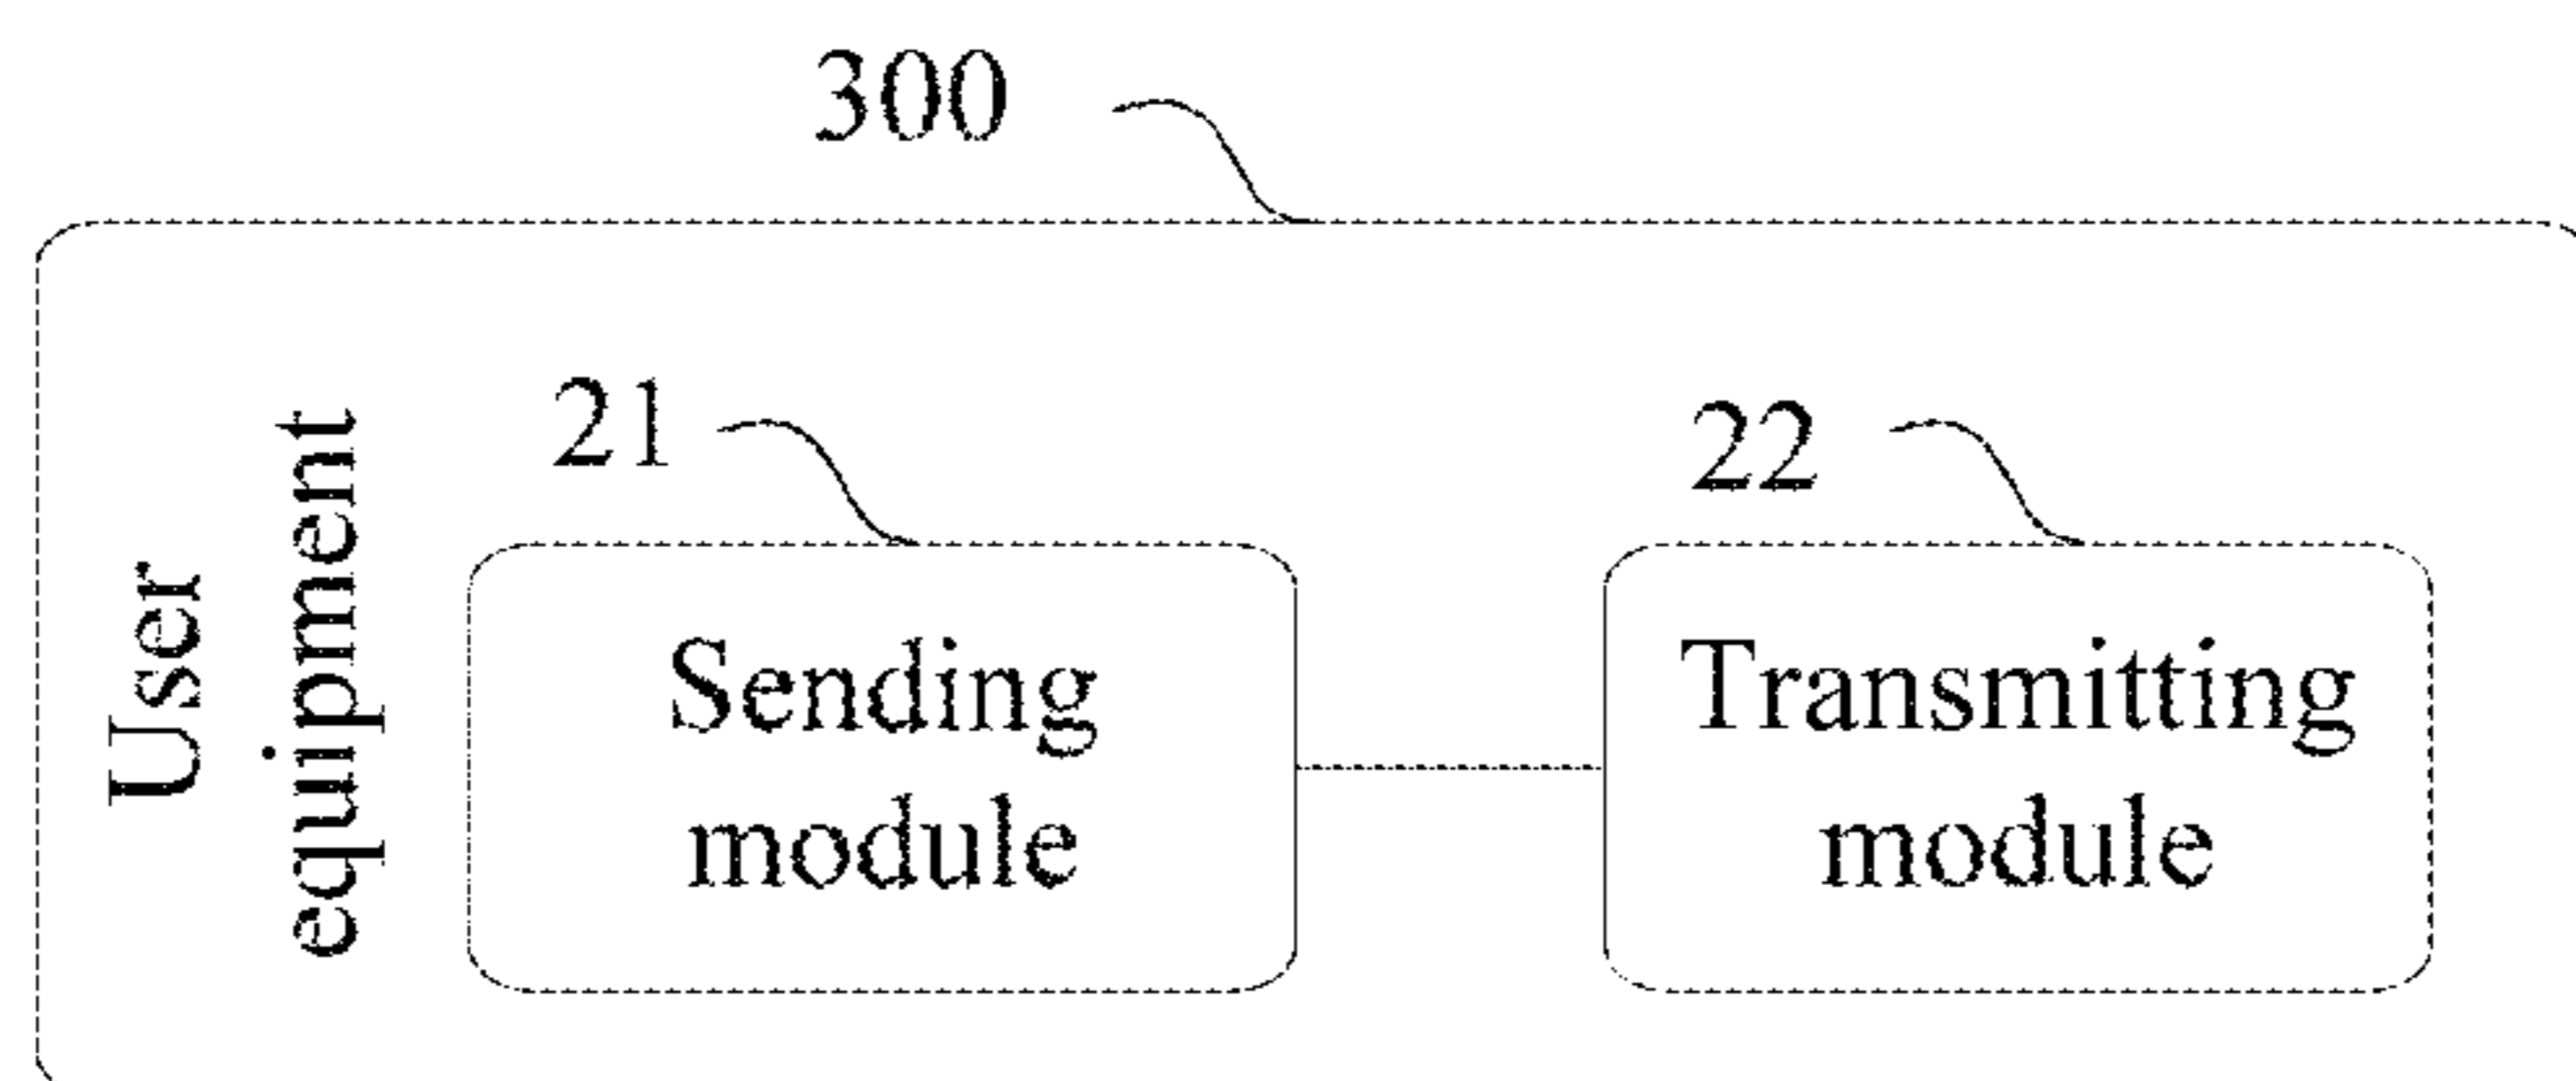 300
User
equipment
21
Sending
module
22
Transmitting
module